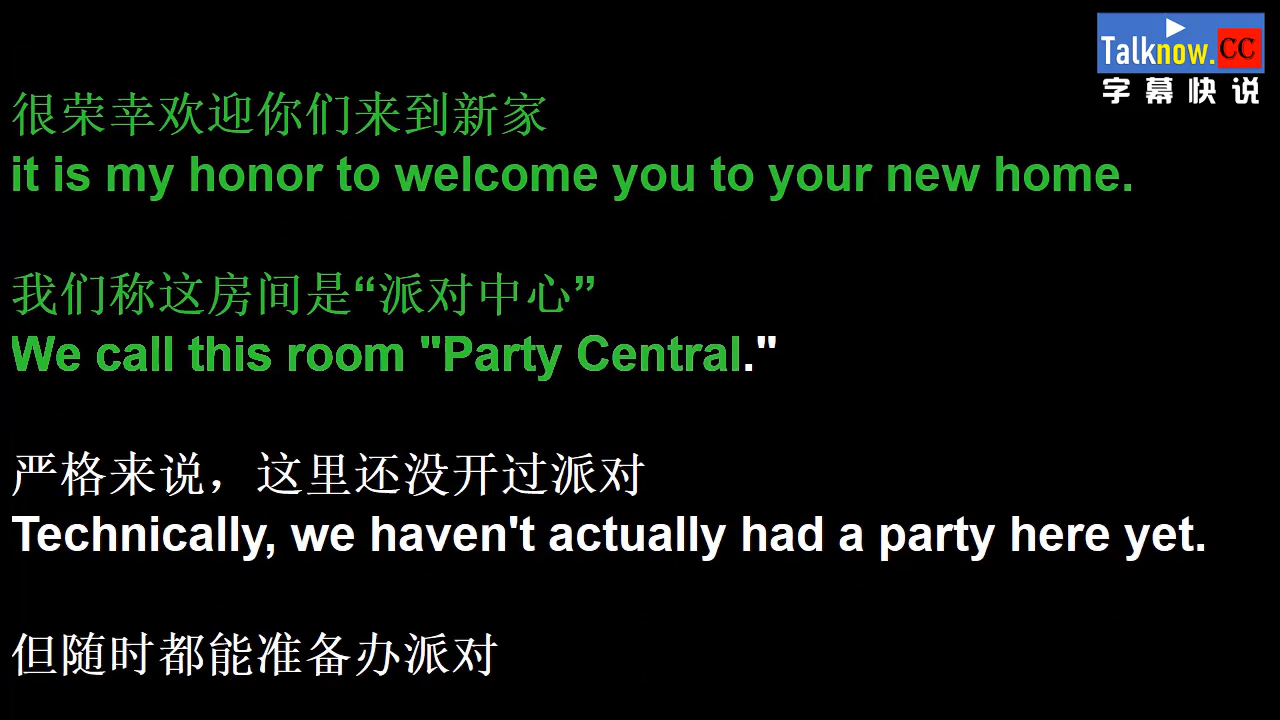 Talknow.CC
字幕快说
很荣幸欢迎你们来到新家
it is my honor to welcome you to your new home.
我们称这房间是“派对中心”
We call this room "Party Central."
严格来说，这里还没开过派对
Technically, we haven't actually had a party here yet.
但随时都能准备办派对